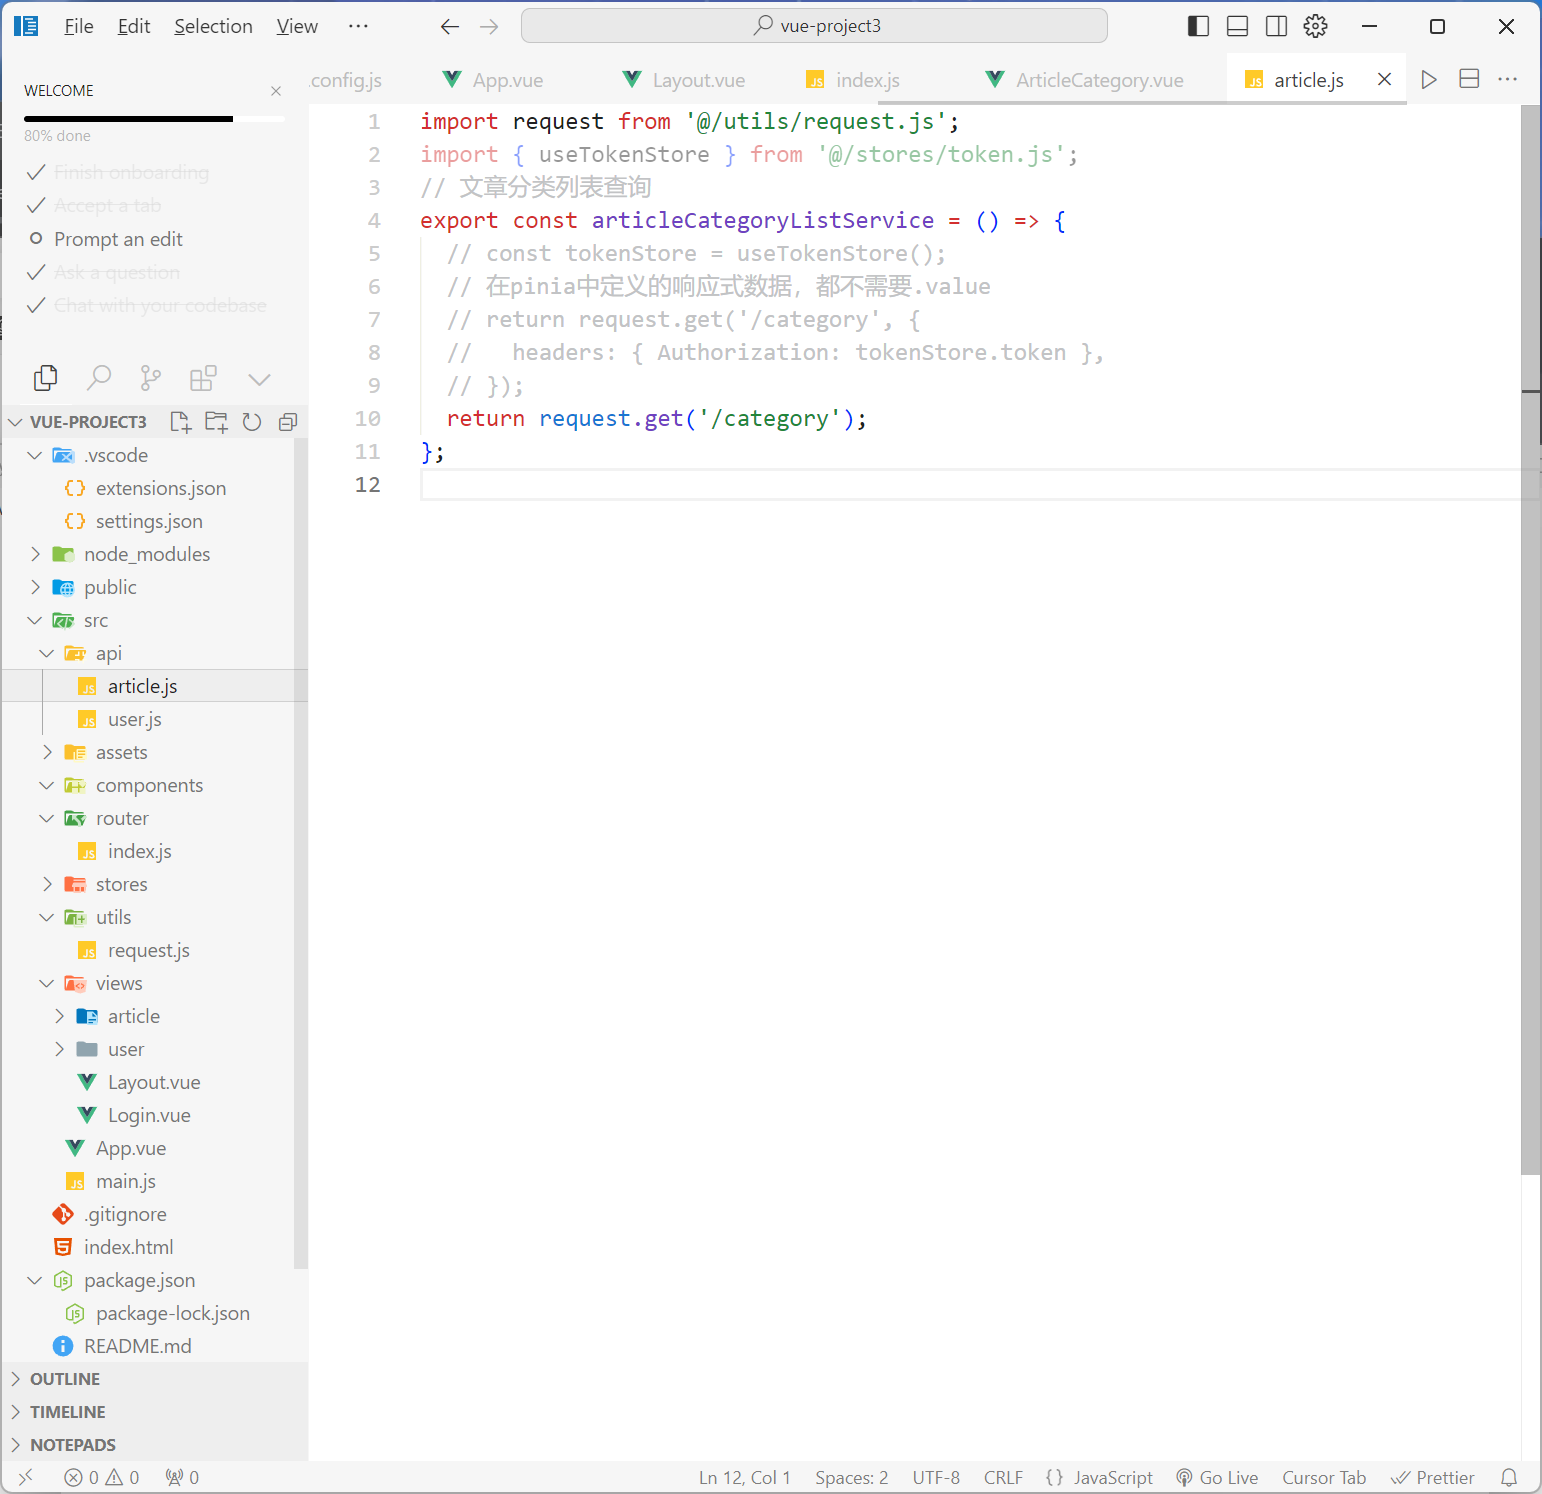 File Edit Selection View ··· vue-project3
WELCOME
80% done
Finish onboarding
Accept a tab
Prompt an edit
Ask a question
Chat with your codebase
VUE-PROJECT3
.vscode
extensions.json
settings.json
node_modules
public
src
api
article.js
user.js
assets
components
router
index.js
stores
utils
request.js
views
article
user
Layout.vue
Login.vue
App.vue
main.js
.gitignore
index.html
package.json
package-lock.json
README.md
OUTLINE
TIMELINE
NOTEPADS
.config.js App.vue Layout.vue index.js ArticleCategory.vue article.js
1 import request from '@/utils/request.js';
2 import { useTokenStore } from '@/stores/token.js';
3 // 文章分类列表查询
4 export const articleCategoryListService = () => {
5 // const tokenStore = useTokenStore();
6 // 在pinia中定义的响应式数据，都不需要.value
7 // return request.get('/category', {
8 //   headers: { Authorization: tokenStore.token },
9 // });
10 return request.get('/category');
11 };
12
0 0 0 Ln 12, Col 1 Spaces: 2 UTF-8 CRLF {} JavaScript Go Live Cursor Tab Prettier